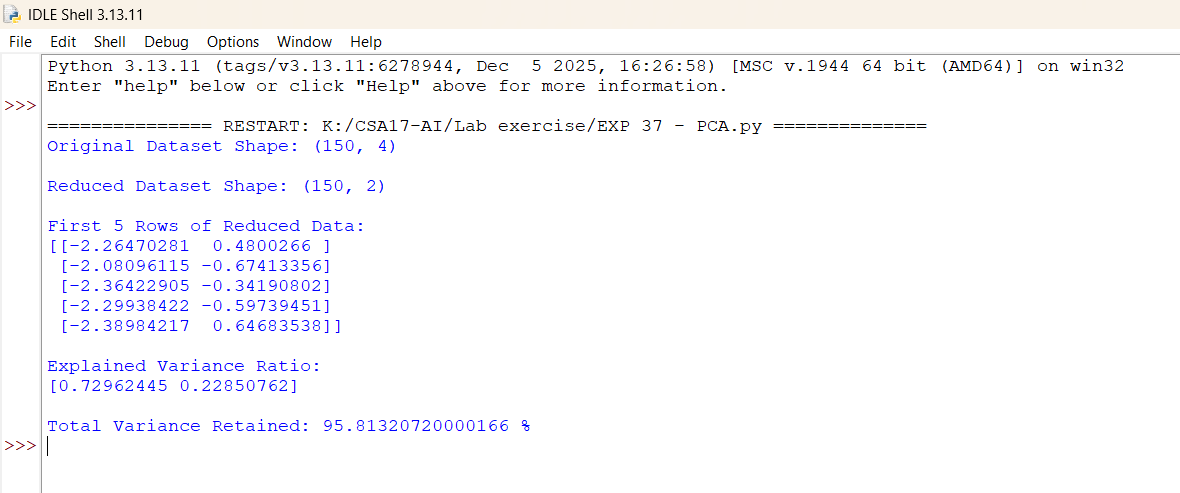 IDLE Shell 3.13.11
File Edit Shell Debug Options Window Help
Python 3.13.11 (tags/v3.13.11:6278944, Dec  5 2025, 16:26:58) [MSC v.1944 64 bit (AMD64)] on win32
Enter "help" below or click "Help" above for more information.
>>>
=============== RESTART: K:/CSA17-AI/Lab exercise/EXP 37 - PCA.py ==============
Original Dataset Shape: (150, 4)
Reduced Dataset Shape: (150, 2)
First 5 Rows of Reduced Data:
[[-2.26470281  0.4800266 ]
 [-2.08096115 -0.67413356]
 [-2.36422905 -0.34190802]
 [-2.29938422 -0.59739451]
 [-2.38984217  0.64683538]]
Explained Variance Ratio:
[0.72962445 0.22850762]
Total Variance Retained: 95.81320720000166 %
>>>